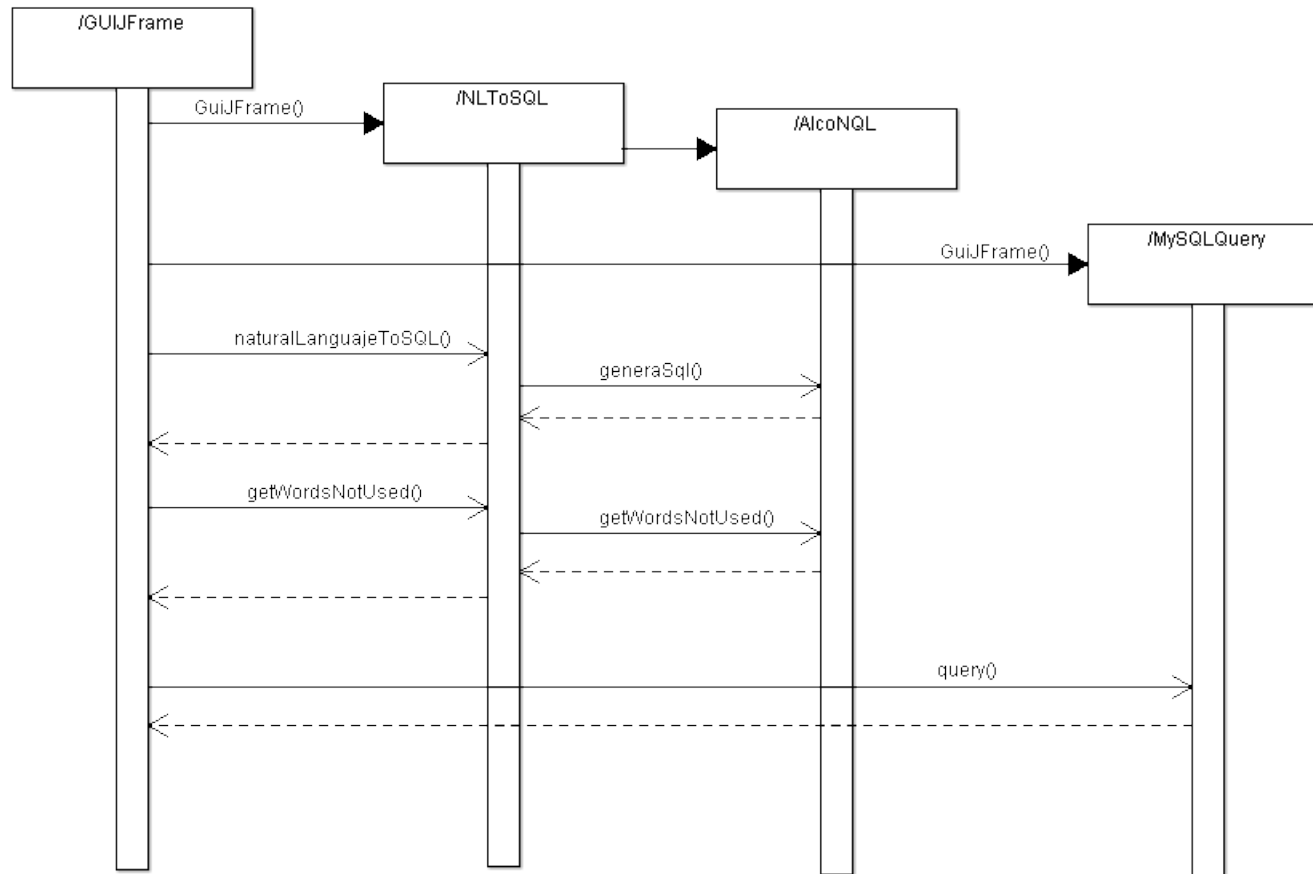 /GUIJFrame
/NLToSQL
GuiJFrame()
/AlcoNQL
/MySQLQuery
GuiJFrame()
naturalLanguajeToSQL()
generaSql()
getWordsNotUsed()
getWordsNotUsed()
query()